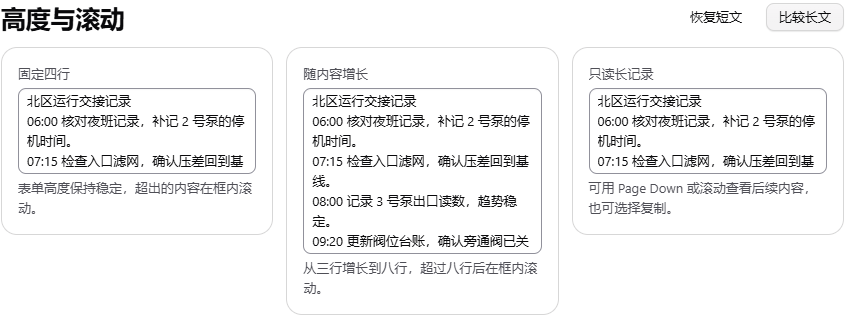 高度与滚动
恢复短文
比较长文
固定四行
北区运行交接记录
06:00 核对夜班记录，补记 2 号泵的停
机时间。
07:15 检查入口滤网，确认压差回到基
表单高度保持稳定，超出的内容在框内滚
动。
随内容增长
北区运行交接记录
06:00 核对夜班记录，补记 2 号泵的停
机时间。
07:15 检查入口滤网，确认压差回到基
线。
08:00 记录 3 号泵出口读数，趋势稳
定。
09:20 更新阀位台账，确认旁通阀已关
从三行增长到八行，超过八行后在框内滚
动。
只读长记录
北区运行交接记录
06:00 核对夜班记录，补记 2 号泵的停
机时间。
07:15 检查入口滤网，确认压差回到基
可用 Page Down 或滚动查看后续内容，
也可选择复制。